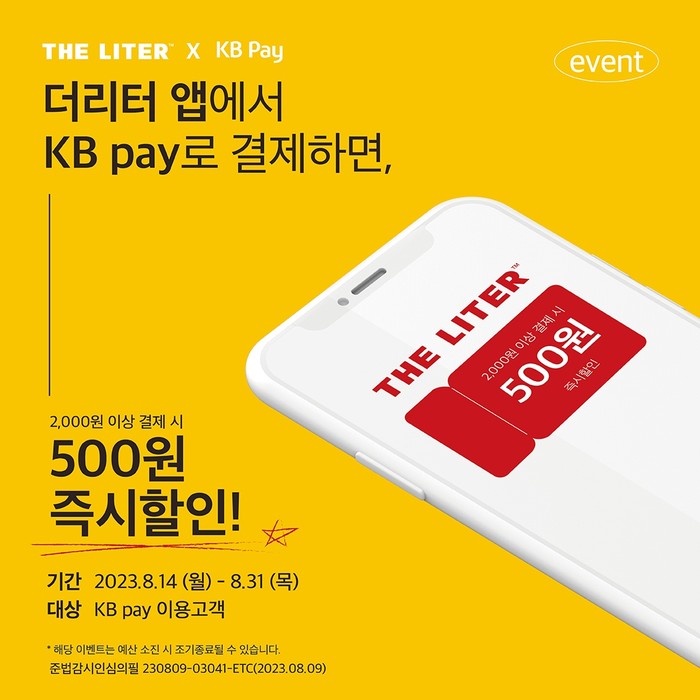 THE LITER™ X KB Pay
event
더리터 앱에서
KB pay로 결제하면,
THE LITER™
2,000원 이상 결제 시
500원
즉시할인
2,000원 이상 결제 시
500원
즉시할인!
기간 2023.8.14 (월) - 8.31 (목)
대상 KB pay 이용고객
* 해당 이벤트는 예산 소진 시 조기종료될 수 있습니다.
준법감시인심의필 230809-03041-ETC(2023.08.09)